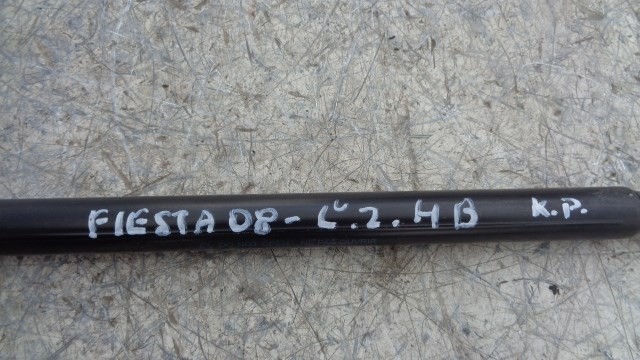 FIESTA 08- Č.2. HB K.P.